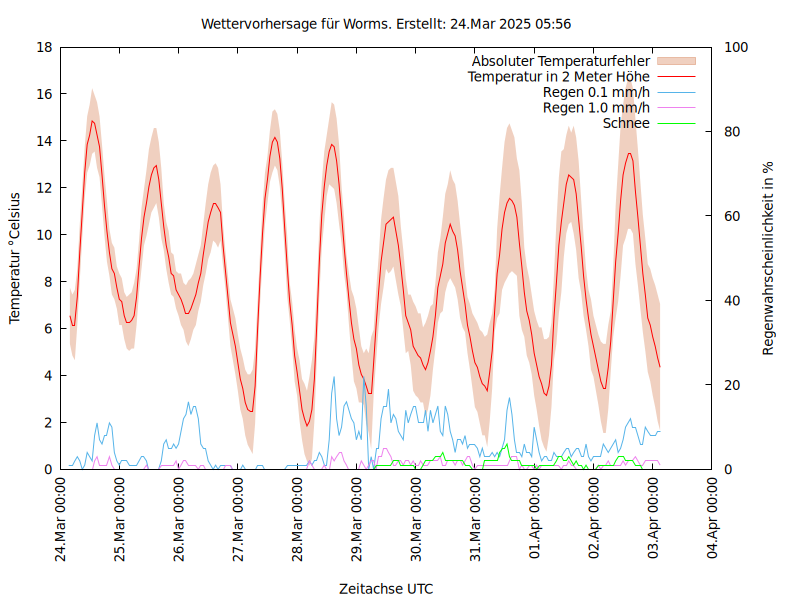 Wettervorhersage für Worms. Erstellt: 24.Mar 2025 05:56
18
16
14
12
10
8
6
4
2
0
100
80
60
40
20
0
Temperatur °Celsius
Regenwahrscheinlichkeit in %
Absoluter Temperaturfehler
Temperatur in 2 Meter Höhe
Regen 0.1 mm/h
Regen 1.0 mm/h
Schnee
24.Mar 00:00
25.Mar 00:00
26.Mar 00:00
27.Mar 00:00
28.Mar 00:00
29.Mar 00:00
30.Mar 00:00
31.Mar 00:00
01.Apr 00:00
02.Apr 00:00
03.Apr 00:00
04.Apr 00:00
Zeitachse UTC